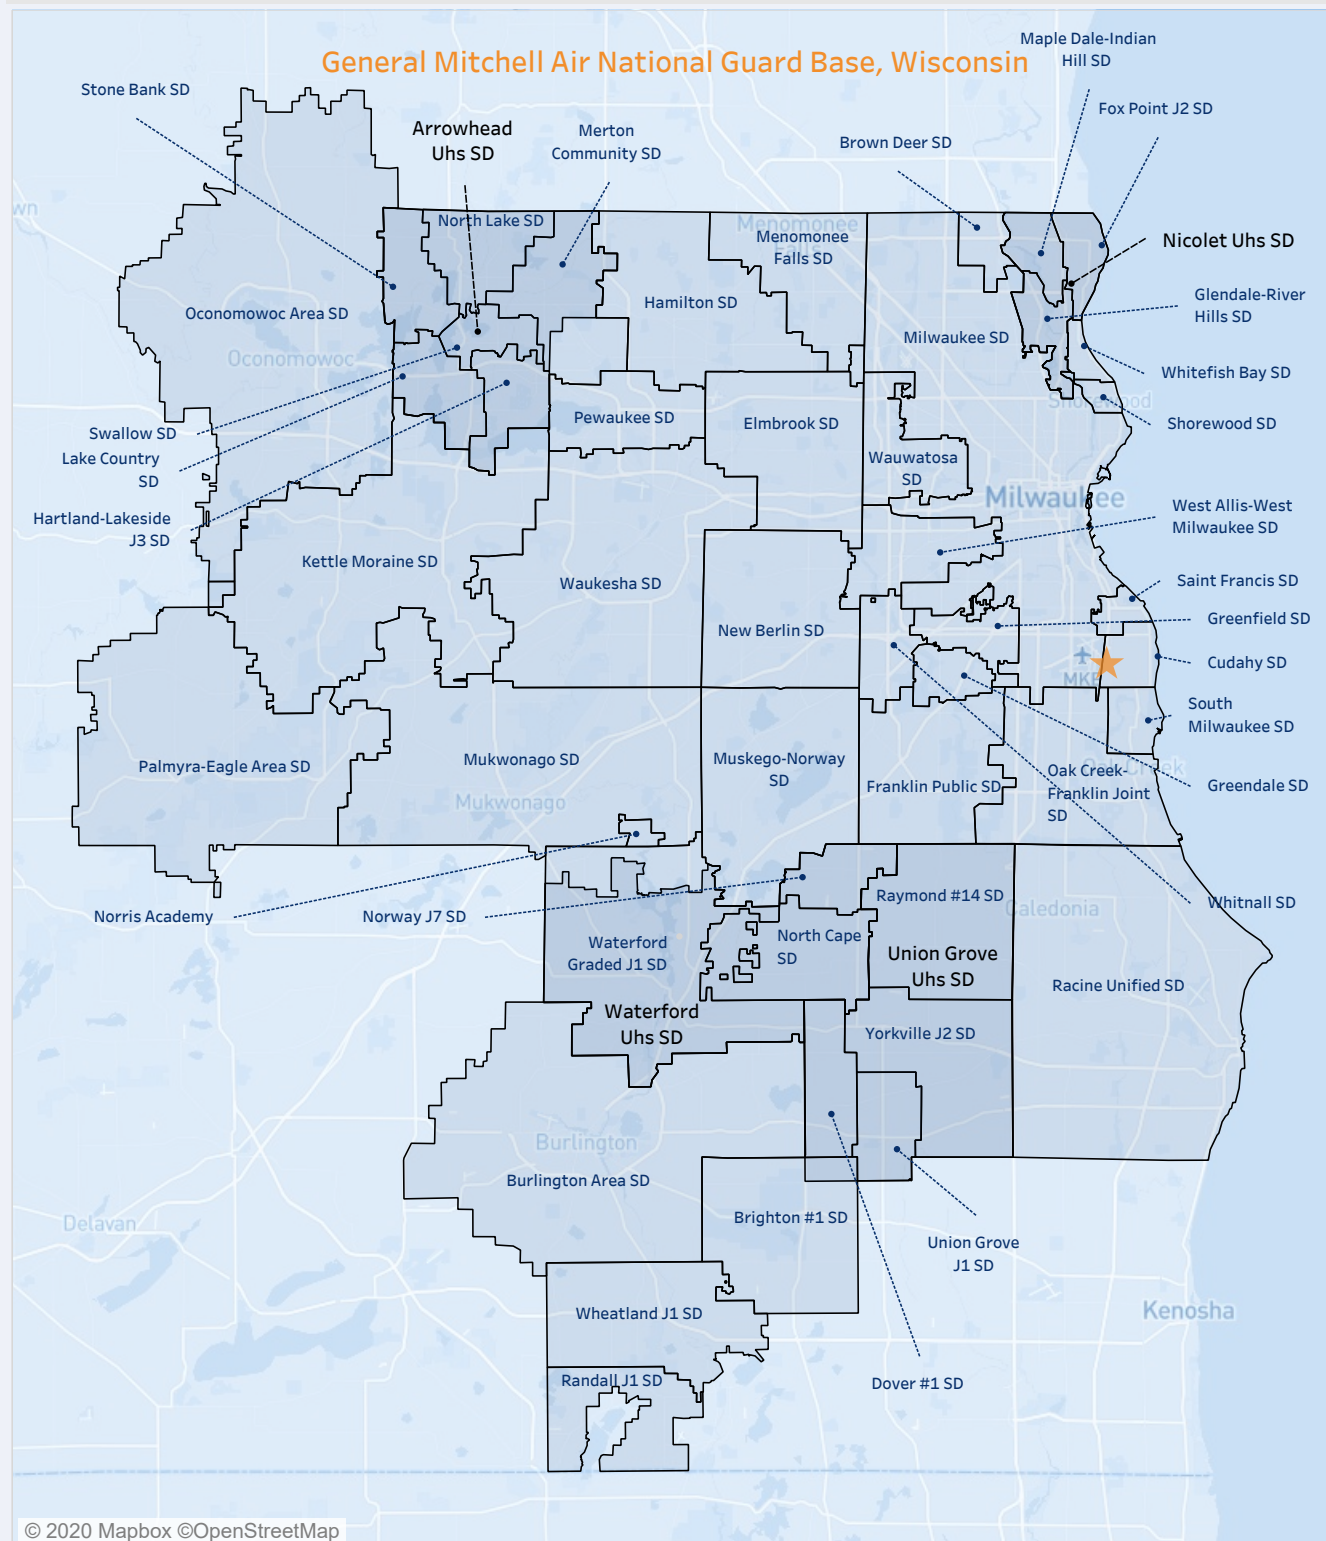 General Mitchell Air National Guard Base, Wisconsin
Maple Dale-Indian
Hill SD
Stone Bank SD
Fox Point J2 SD
Arrowhead
Uhs SD
Merton
Community SD
Brown Deer SD
wn
North Lake SD
Menomonee
Falls
Menomonee
Falls SD
Nicolet Uhs SD
Hamilton SD
Glendale-River
Hills SD
Oconomowoc Area SD
Milwaukee SD
Oconomowoc
Whitefish Bay SD
Shorewood
Swallow SD
Pewaukee SD
Elmbrook SD
Shorewood SD
Lake Country
SD
Wauwatosa
SD
Milwaukee
Hartland-Lakeside
J3 SD
West Allis-West
Milwaukee SD
Kettle Moraine SD
Waukesha SD
Saint Francis SD
New Berlin SD
Greenfield SD
Cudahy SD
MKE
South
Milwaukee SD
Palmyra-Eagle Area SD
Mukwonago SD
Muskego-Norway
SD
Franklin Public SD
Oak Creek
Oak Creek-
Franklin Joint
SD
Greendale SD
Mukwonago
Norris Academy
Norway J7 SD
Raymond #14 SD
Caledonia
Whitnall SD
Waterford
Graded J1 SD
North Cape
SD
Union Grove
Uhs SD
Racine Unified SD
Waterford
Uhs SD
Yorkville J2 SD
Burlington
Burlington Area SD
Delavan
Brighton #1 SD
Union Grove
J1 SD
Wheatland J1 SD
Kenosha
Randall J1 SD
Dover #1 SD
© 2020 Mapbox ©OpenStreetMap